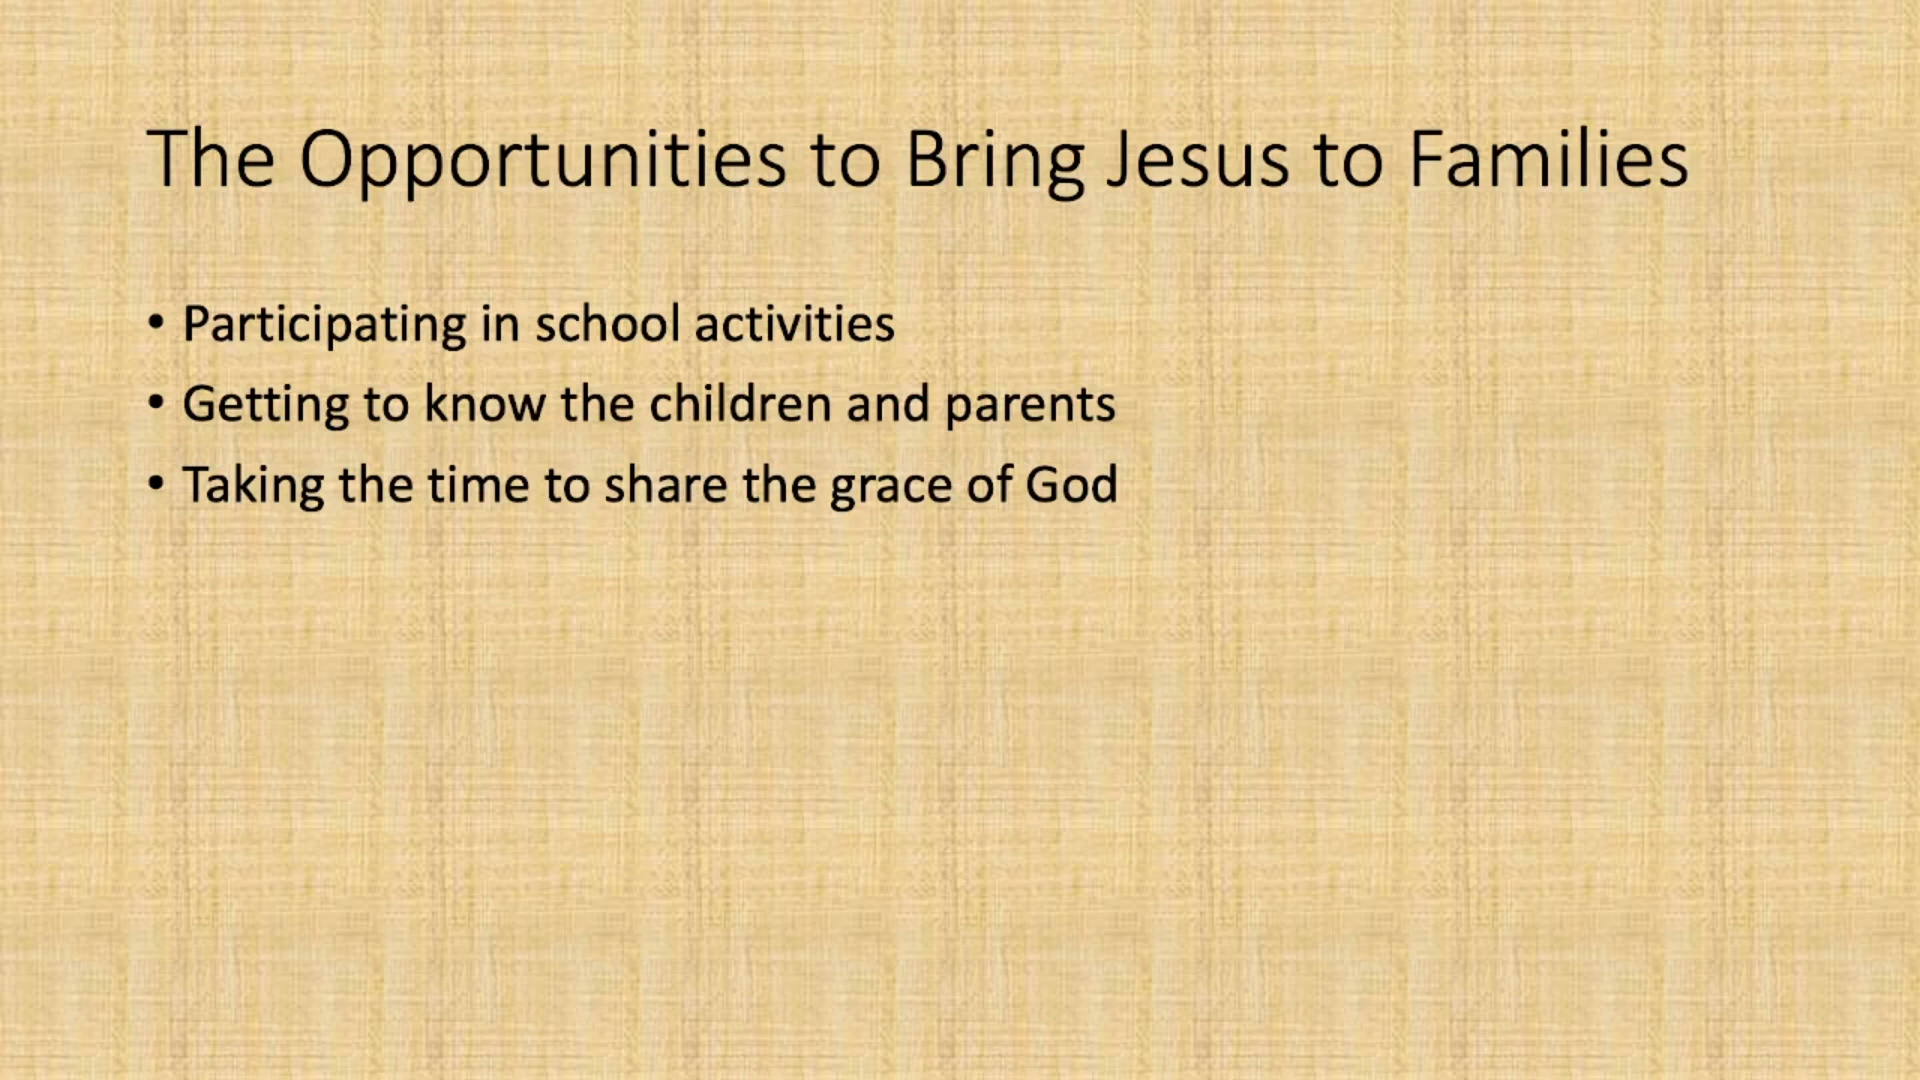 The Opportunities to Bring Jesus to Families
• Participating in school activities
• Getting to know the children and parents
• Taking the time to share the grace of God